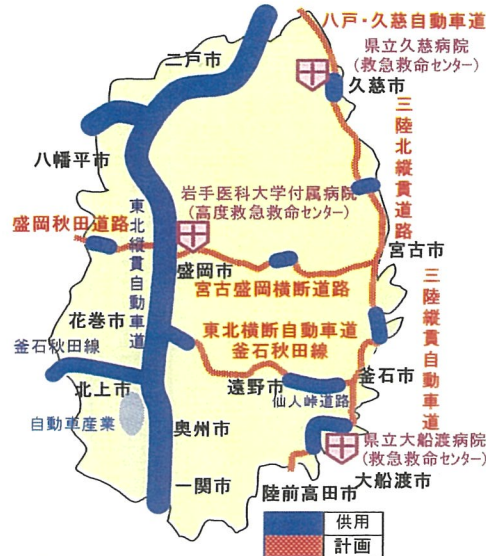 八戸・久慈自動車道
県立久慈病院
(救急救命センター)
二戸市
久慈市
三陸北縦貫道路
八幡平市
岩手医科大学付属病院
(高度救急救命センター)
東北縦貫自動車道
盛岡秋田道路
宮古市
盛岡市
宮古盛岡横断道路
三陸縦貫自動車道
花巻市
東北横断自動車道
釜石秋田線
釜石秋田線
遠野市
釜石市
仙人峠道路
北上市
自動車産業
奥州市
県立大船渡病院
(救急救命センター)
大船渡市
一関市
陸前高田市
供用
計画